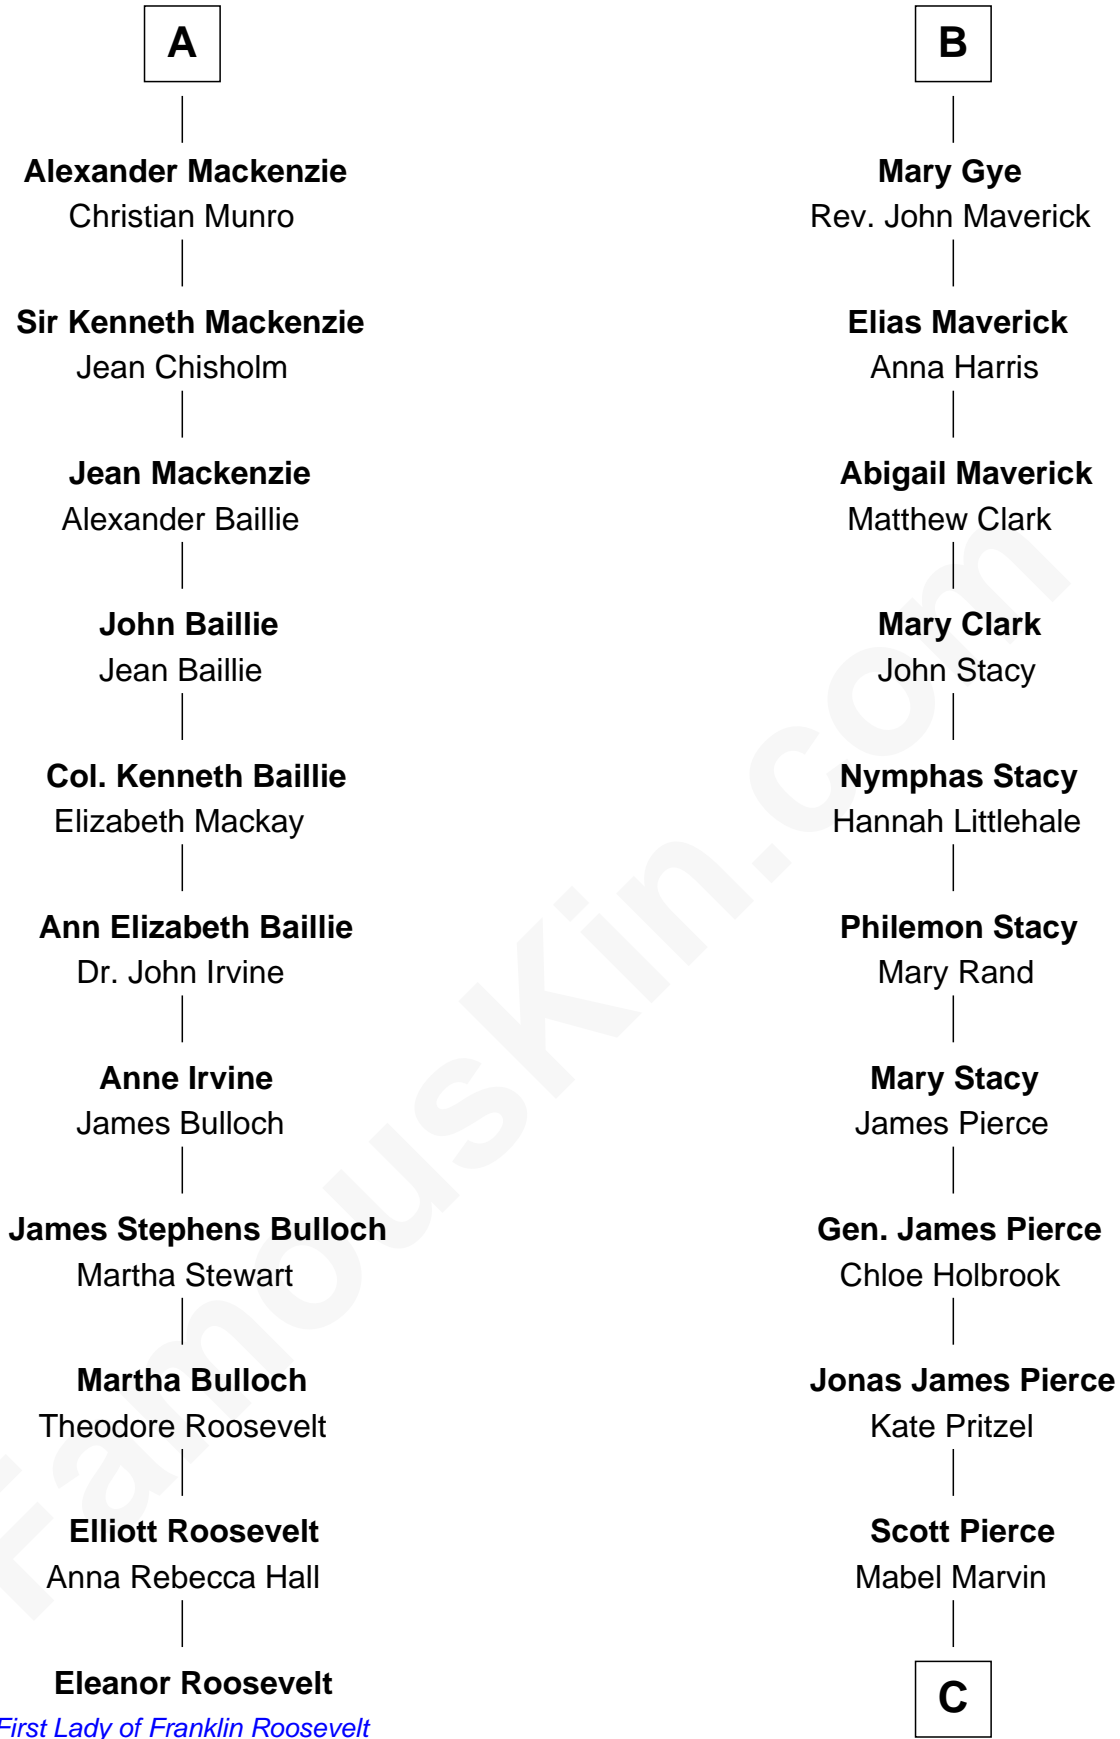 A
Alexander Mackenzie
Christian Munro
Sir Kenneth Mackenzie
Jean Chisholm
Jean Mackenzie
Alexander Baillie
John Baillie
Jean Baillie
Col. Kenneth Baillie
Elizabeth Mackay
Ann Elizabeth Baillie
Dr. John Irvine
Anne Irvine
James Bulloch
James Stephens Bulloch
Martha Stewart
Martha Bulloch
Theodore Roosevelt
Elliott Roosevelt
Anna Rebecca Hall
Eleanor Roosevelt
First Lady of Franklin Roosevelt
B
Mary Gye
Rev. John Maverick
Elias Maverick
Anna Harris
Abigail Maverick
Matthew Clark
Mary Clark
John Stacy
Nymphas Stacy
Hannah Littlehale
Philemon Stacy
Mary Rand
Mary Stacy
James Pierce
Gen. James Pierce
Chloe Holbrook
Jonas James Pierce
Kate Pritzel
Scott Pierce
Mabel Marvin
C
FamousKin.com